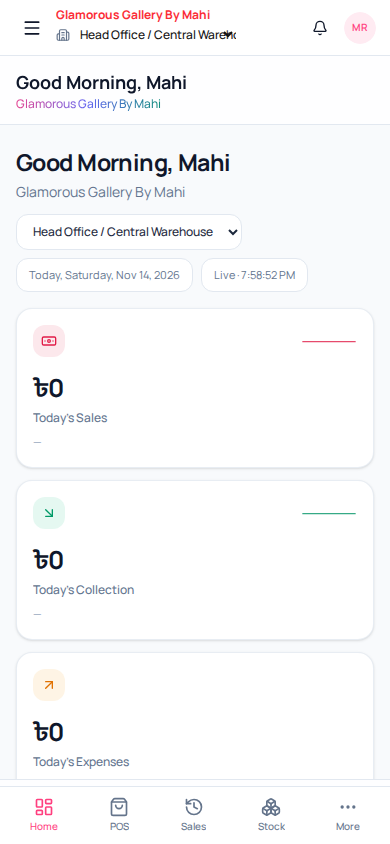 Glamorous Gallery By Mahi
Head Office / Central Wareho
MR
Good Morning, Mahi
Glamorous Gallery By Mahi
Good Morning, Mahi
Glamorous Gallery By Mahi
Head Office / Central Warehouse
Today, Saturday, Nov 14, 2026
Live · 7:58:52 PM
৳0
Today's Sales
—
৳0
Today's Collection
—
৳0
Today's Expenses
Home
POS
Sales
Stock
More